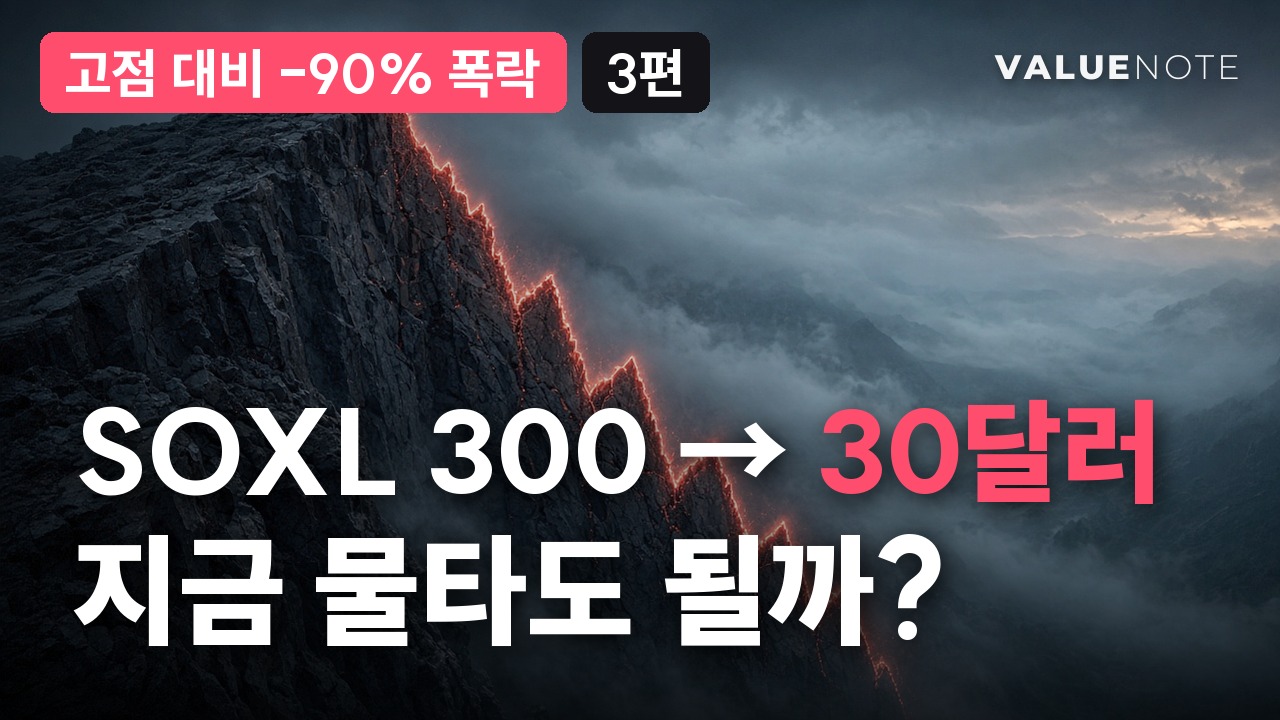 고점 대비 -90% 폭락
3편
VALUENOTE
SOXL 300 → 30달러
지금 물타도 될까?